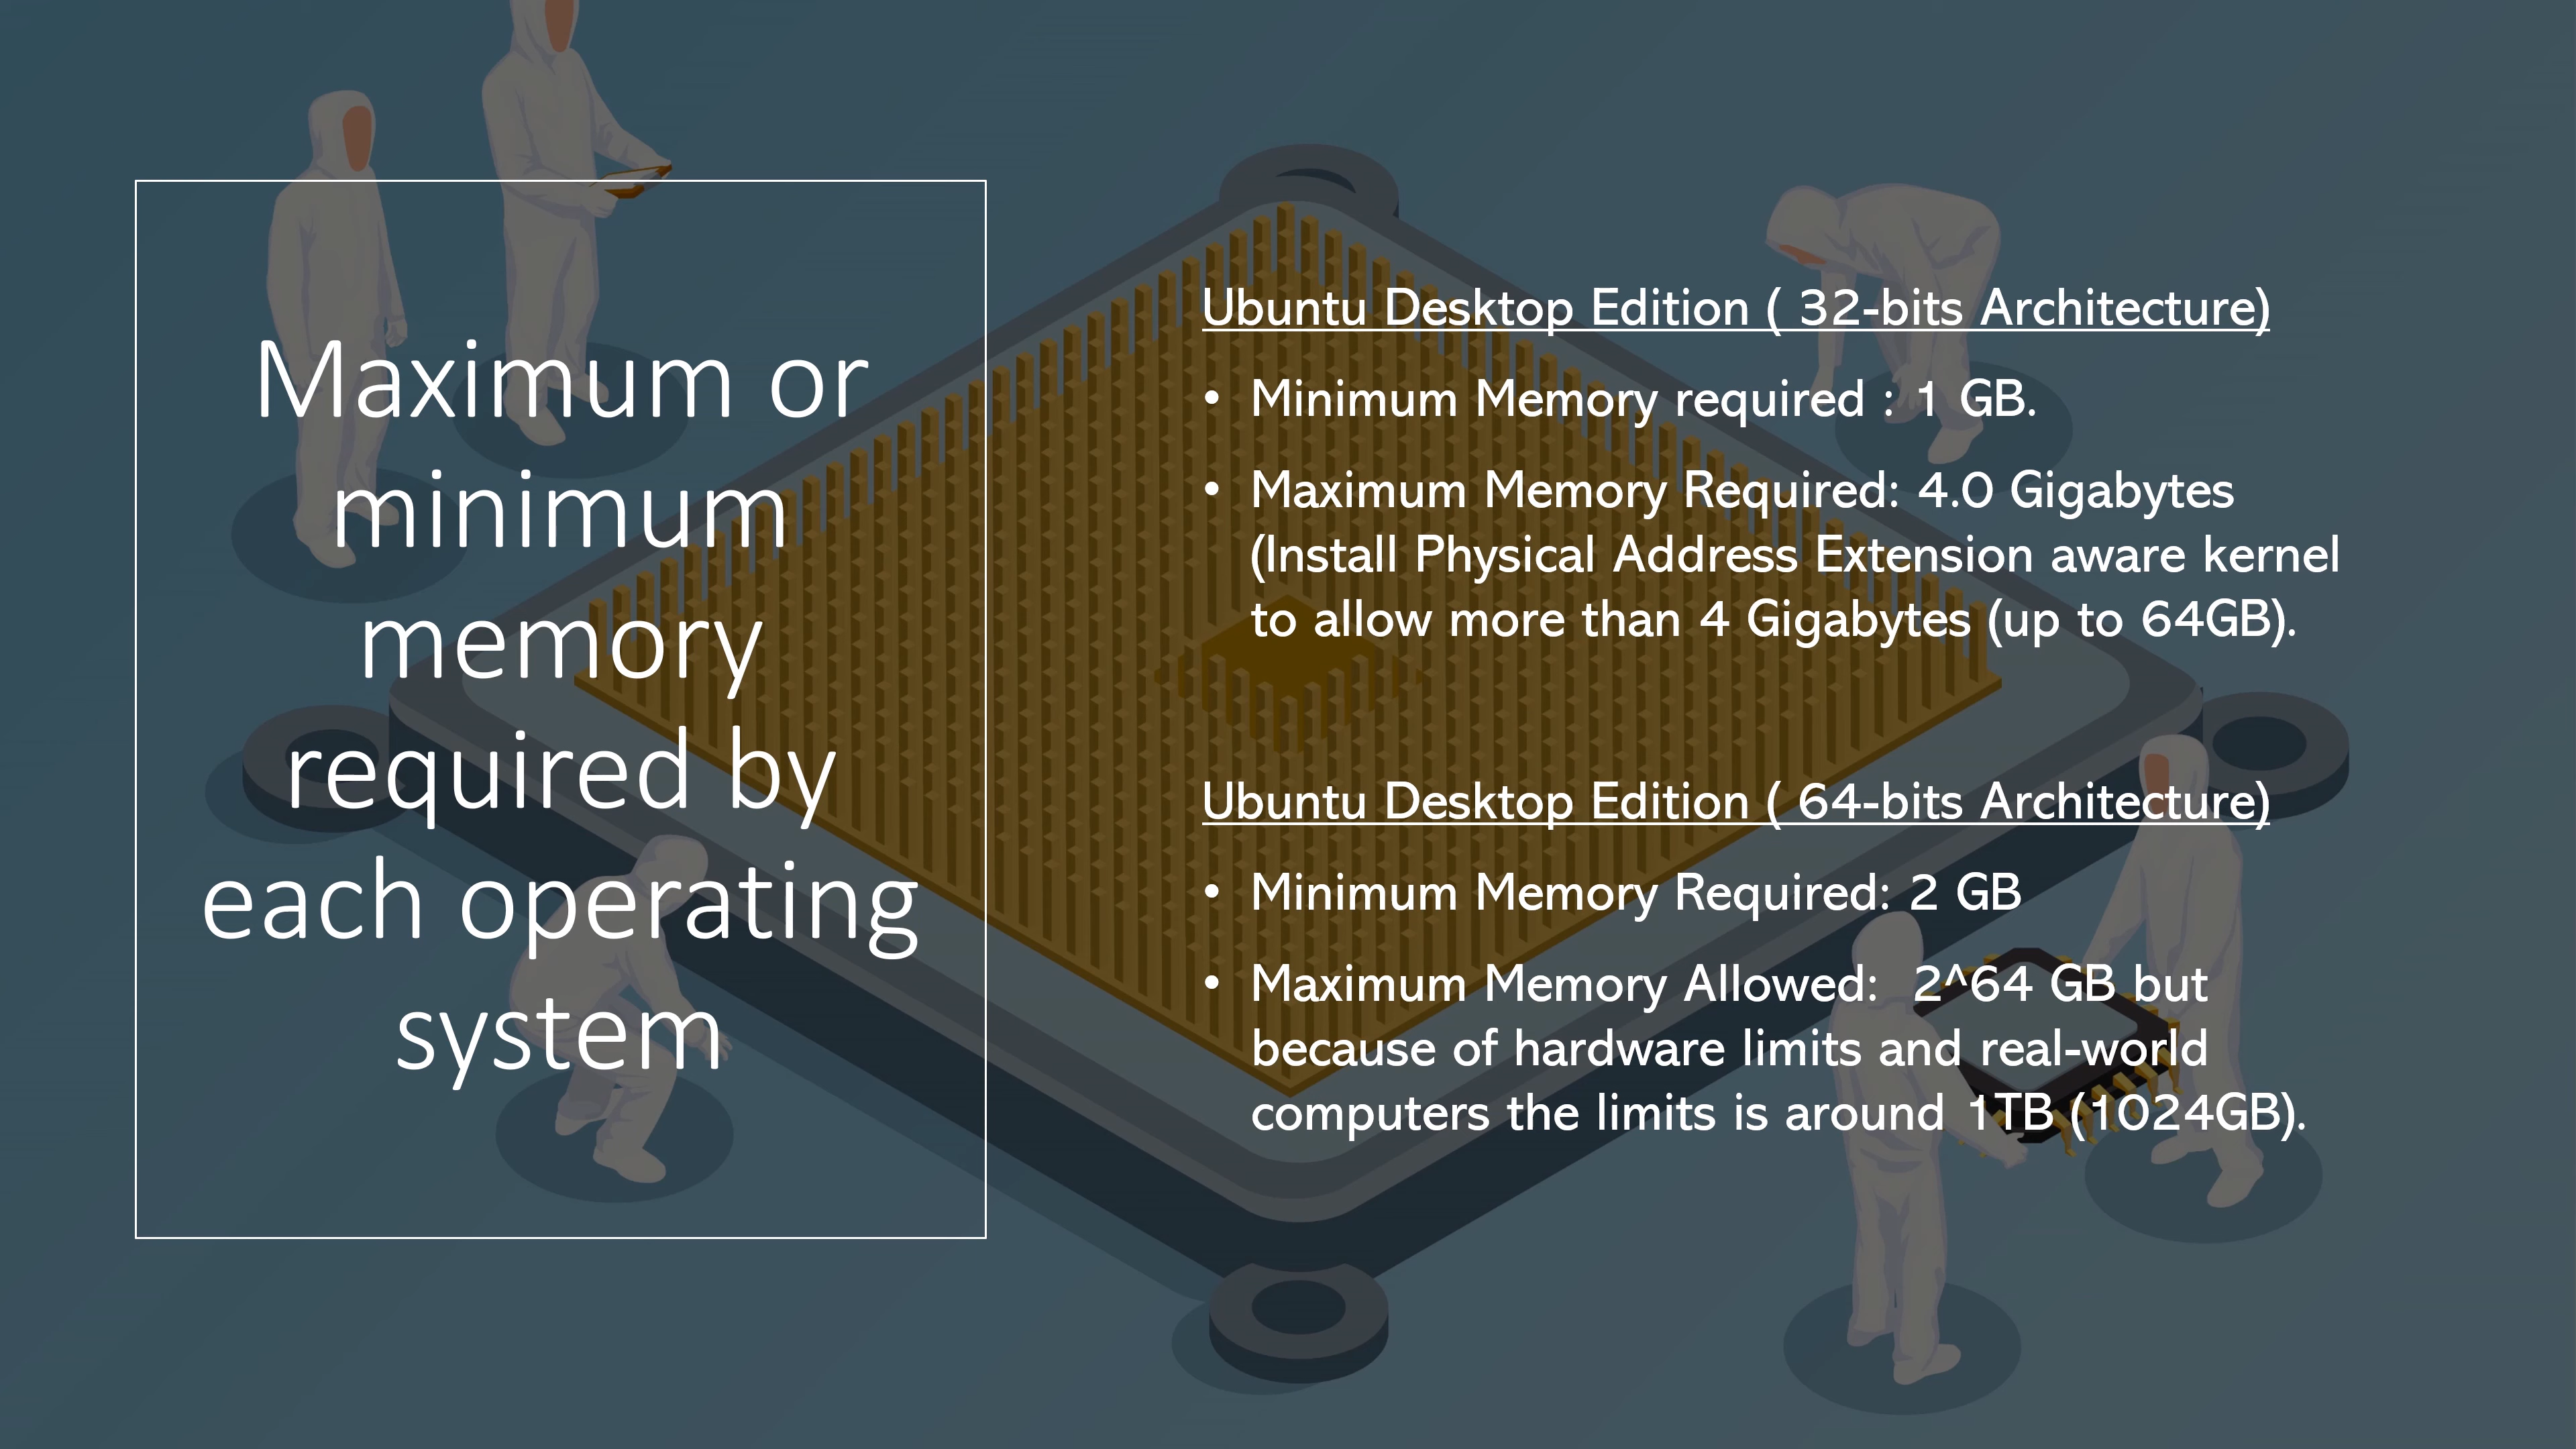 Maximum or
minimum
memory
required by
each operating
system
Ubuntu Desktop Edition ( 32-bits Architecture)
• Minimum Memory required : 1 GB.
• Maximum Memory Required: 4.0 Gigabytes
(Install Physical Address Extension aware kernel
to allow more than 4 Gigabytes (up to 64GB).
Ubuntu Desktop Edition ( 64-bits Architecture)
• Minimum Memory Required: 2 GB
• Maximum Memory Allowed:  2^64 GB but
because of hardware limits and real-world
computers the limits is around 1TB (1024GB).